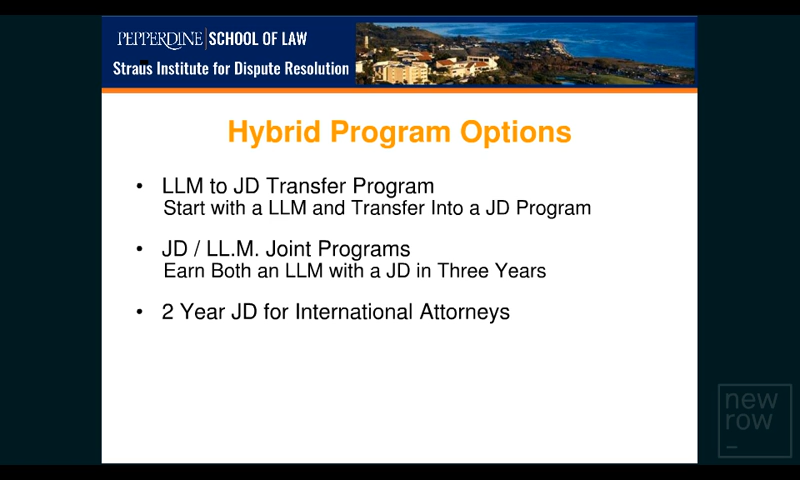 PEPPERDINE | SCHOOL OF LAW
Straus Institute for Dispute Resolution
Hybrid Program Options
• LLM to JD Transfer Program
Start with a LLM and Transfer Into a JD Program
• JD / LL.M. Joint Programs
Earn Both an LLM with a JD in Three Years
• 2 Year JD for International Attorneys
new
row